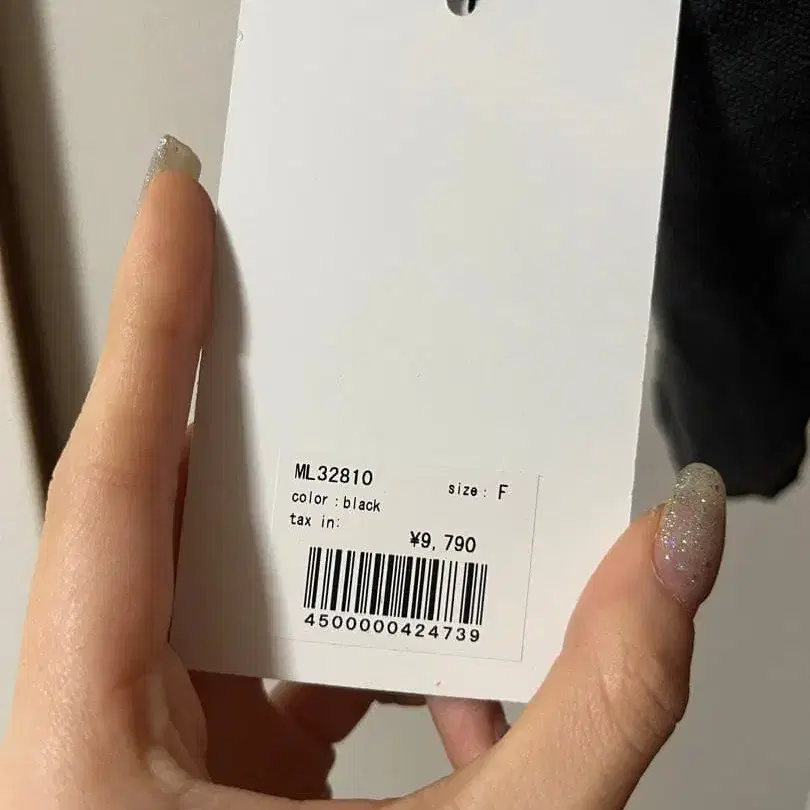 ML32810
size: F
color:black
tax in:
¥9,790
4500000424739